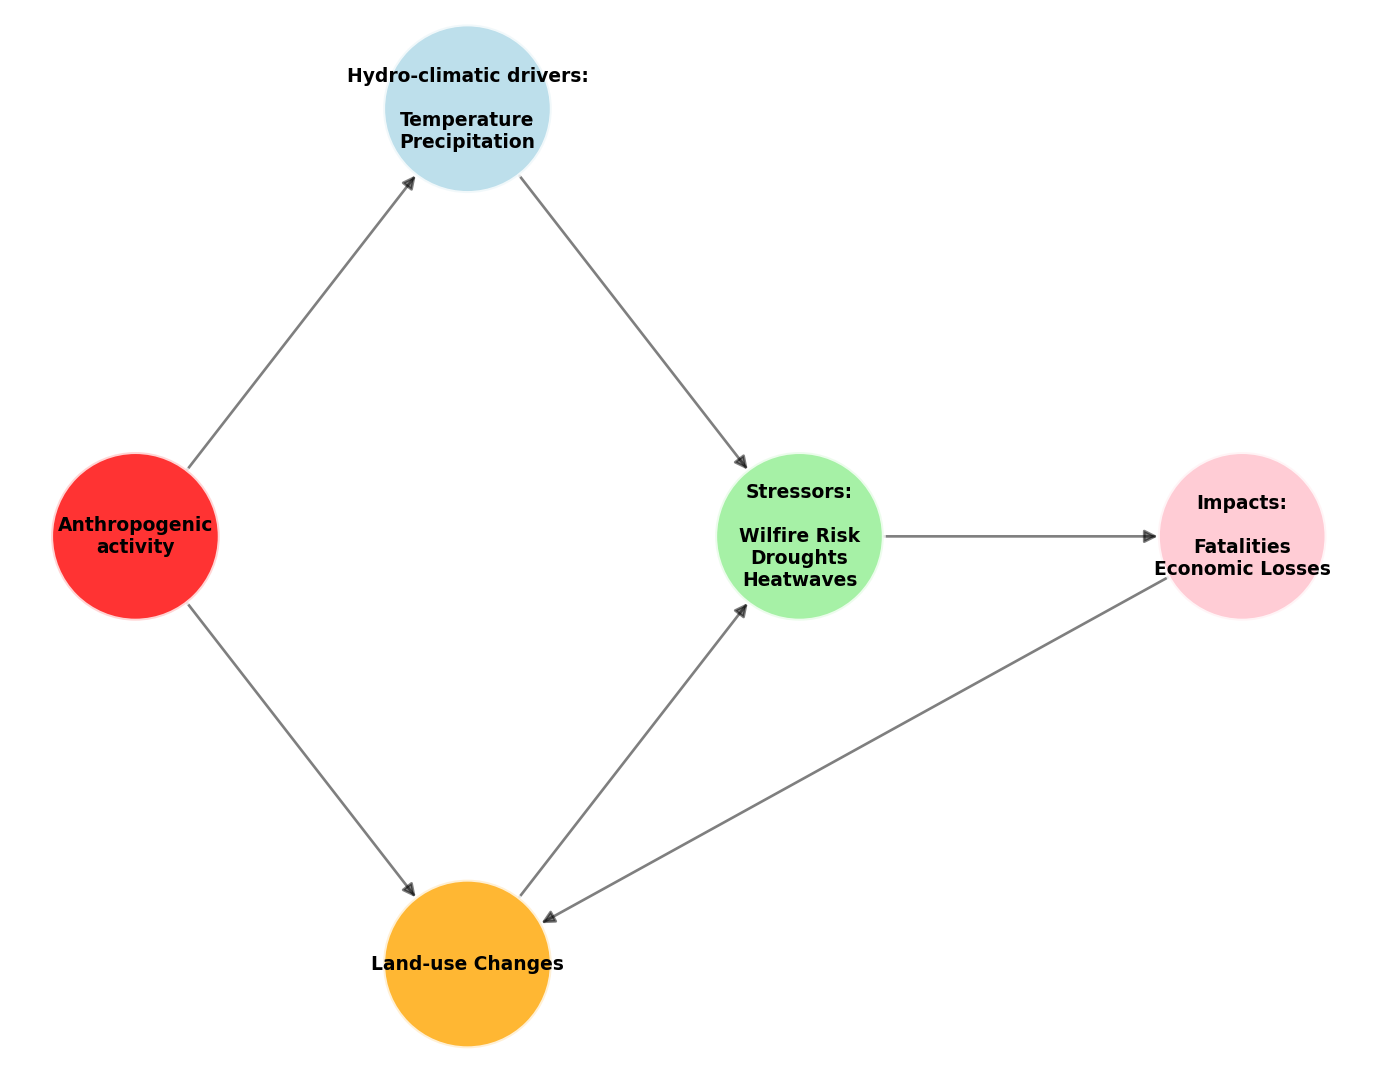 Hydro-climatic drivers:
Temperature
Precipitation
Anthropogenic
activity
Stressors:
Wilfire Risk
Droughts
Heatwaves
Impacts:
Fatalities
Economic Losses
Land-use Changes